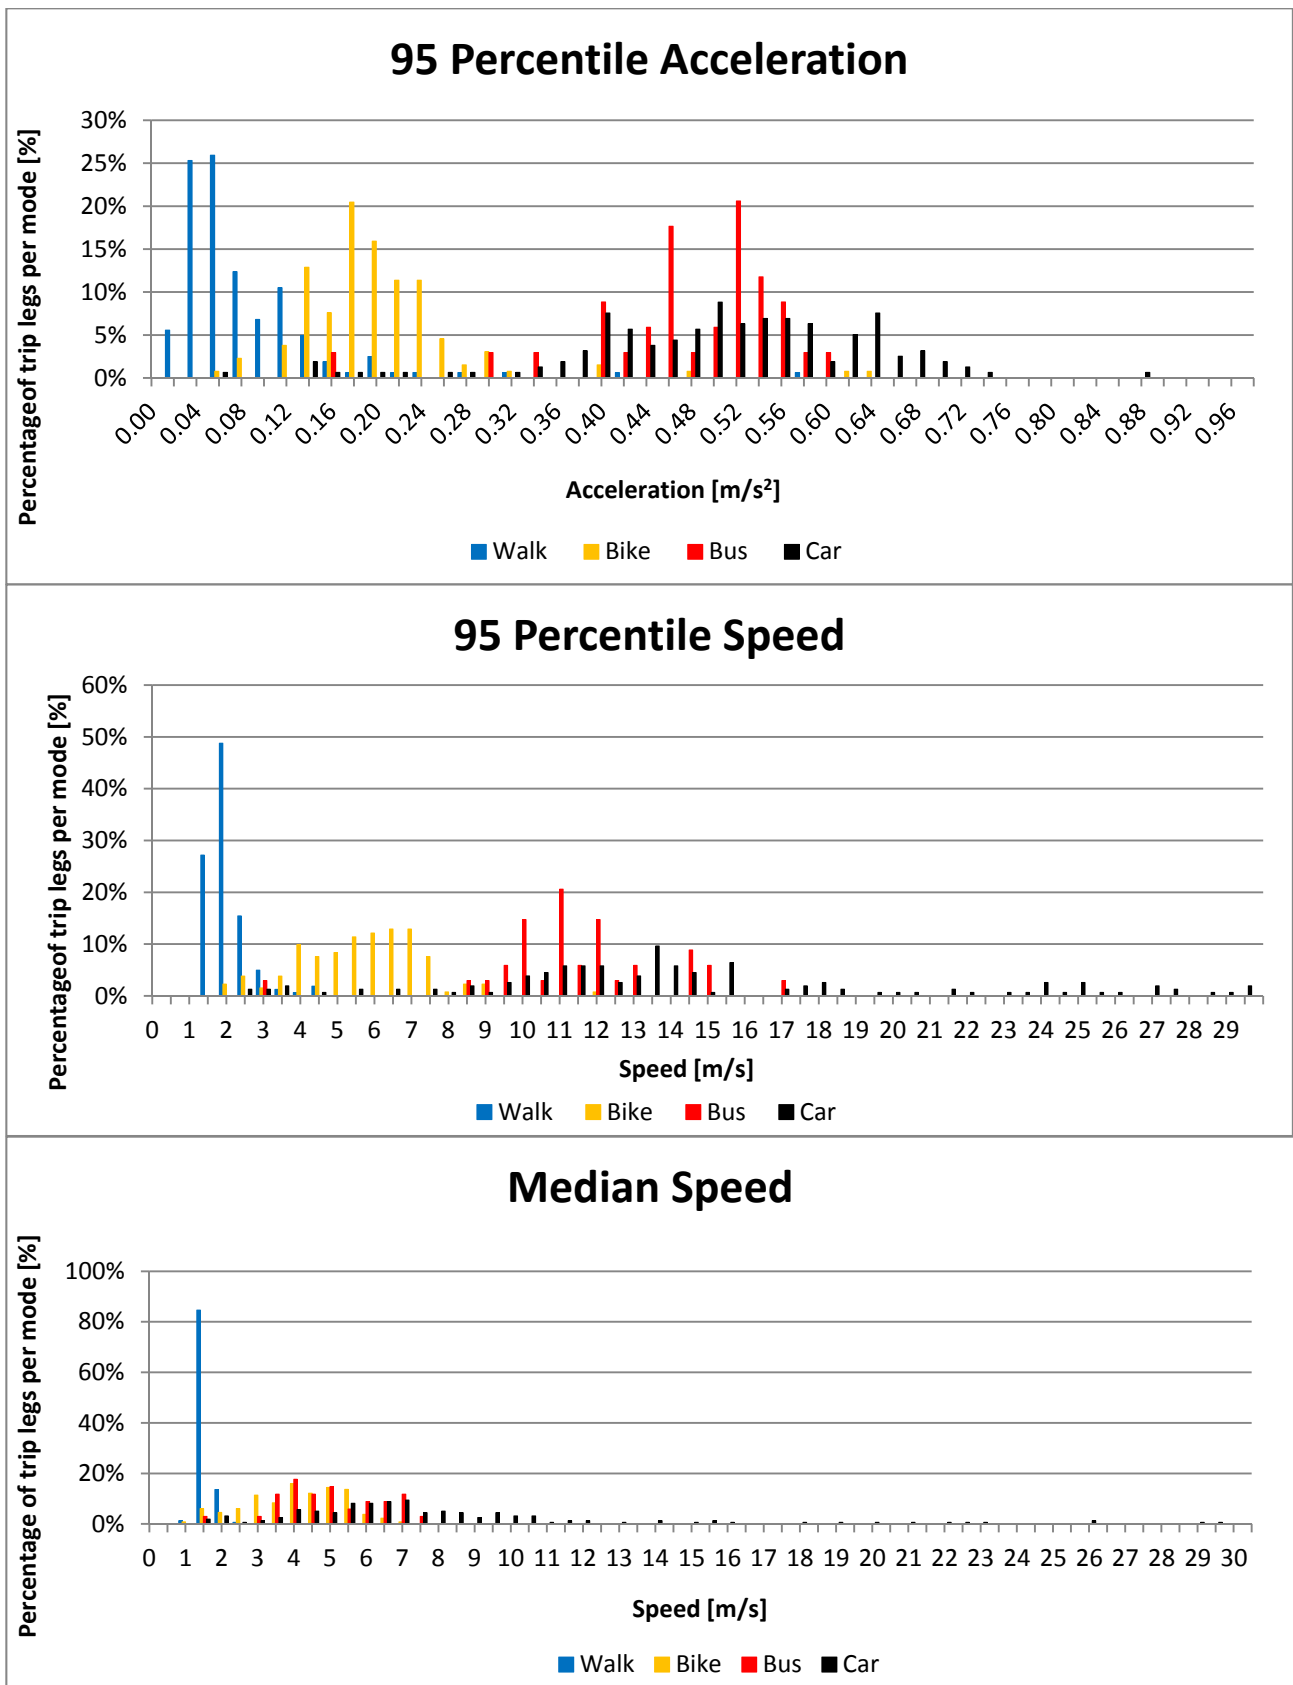 95 Percentile Acceleration
Percentageof trip legs per mode [%]
30%
25%
20%
15%
10%
5%
0%
0.00 0.04 0.08 0.12 0.16 0.20 0.24 0.28 0.32 0.36 0.40 0.44 0.48 0.52 0.56 0.60 0.64 0.68 0.72 0.76 0.80 0.84 0.88 0.92 0.96
Acceleration [m/s²]
Walk Bike Bus Car
95 Percentile Speed
Percentageof trip legs per mode [%]
60%
50%
40%
30%
20%
10%
0%
0 1 2 3 4 5 6 7 8 9 10 11 12 13 14 15 16 17 18 19 20 21 22 23 24 25 26 27 28 29
Speed [m/s]
Walk Bike Bus Car
Median Speed
Percentage of trip legs per mode [%]
100%
80%
60%
40%
20%
0%
0 1 2 3 4 5 6 7 8 9 10 11 12 13 14 15 16 17 18 19 20 21 22 23 24 25 26 27 28 29 30
Speed [m/s]
Walk Bike Bus Car